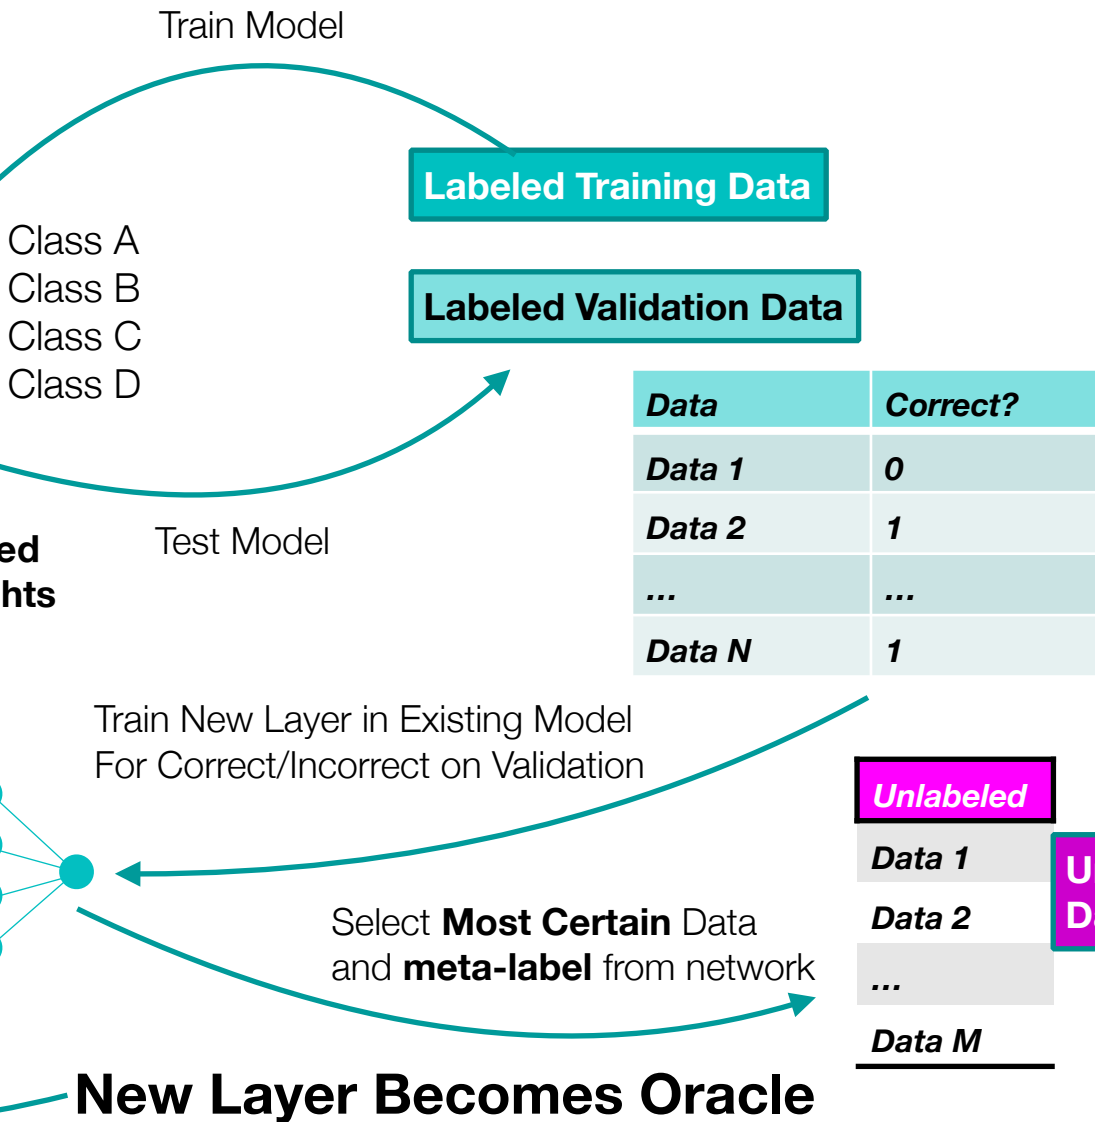 Train Model
Labeled Training Data
Class A
Class B
Class C
Class D
Labeled Validation Data
Data Correct?
Data 1 0
Data 2 1
... ...
Data N 1
Test Model
Train New Layer in Existing Model
For Correct/Incorrect on Validation
Unlabeled
Data 1
Data 2
...
Data M
Select Most Certain Data
and meta-label from network
New Layer Becomes Oracle